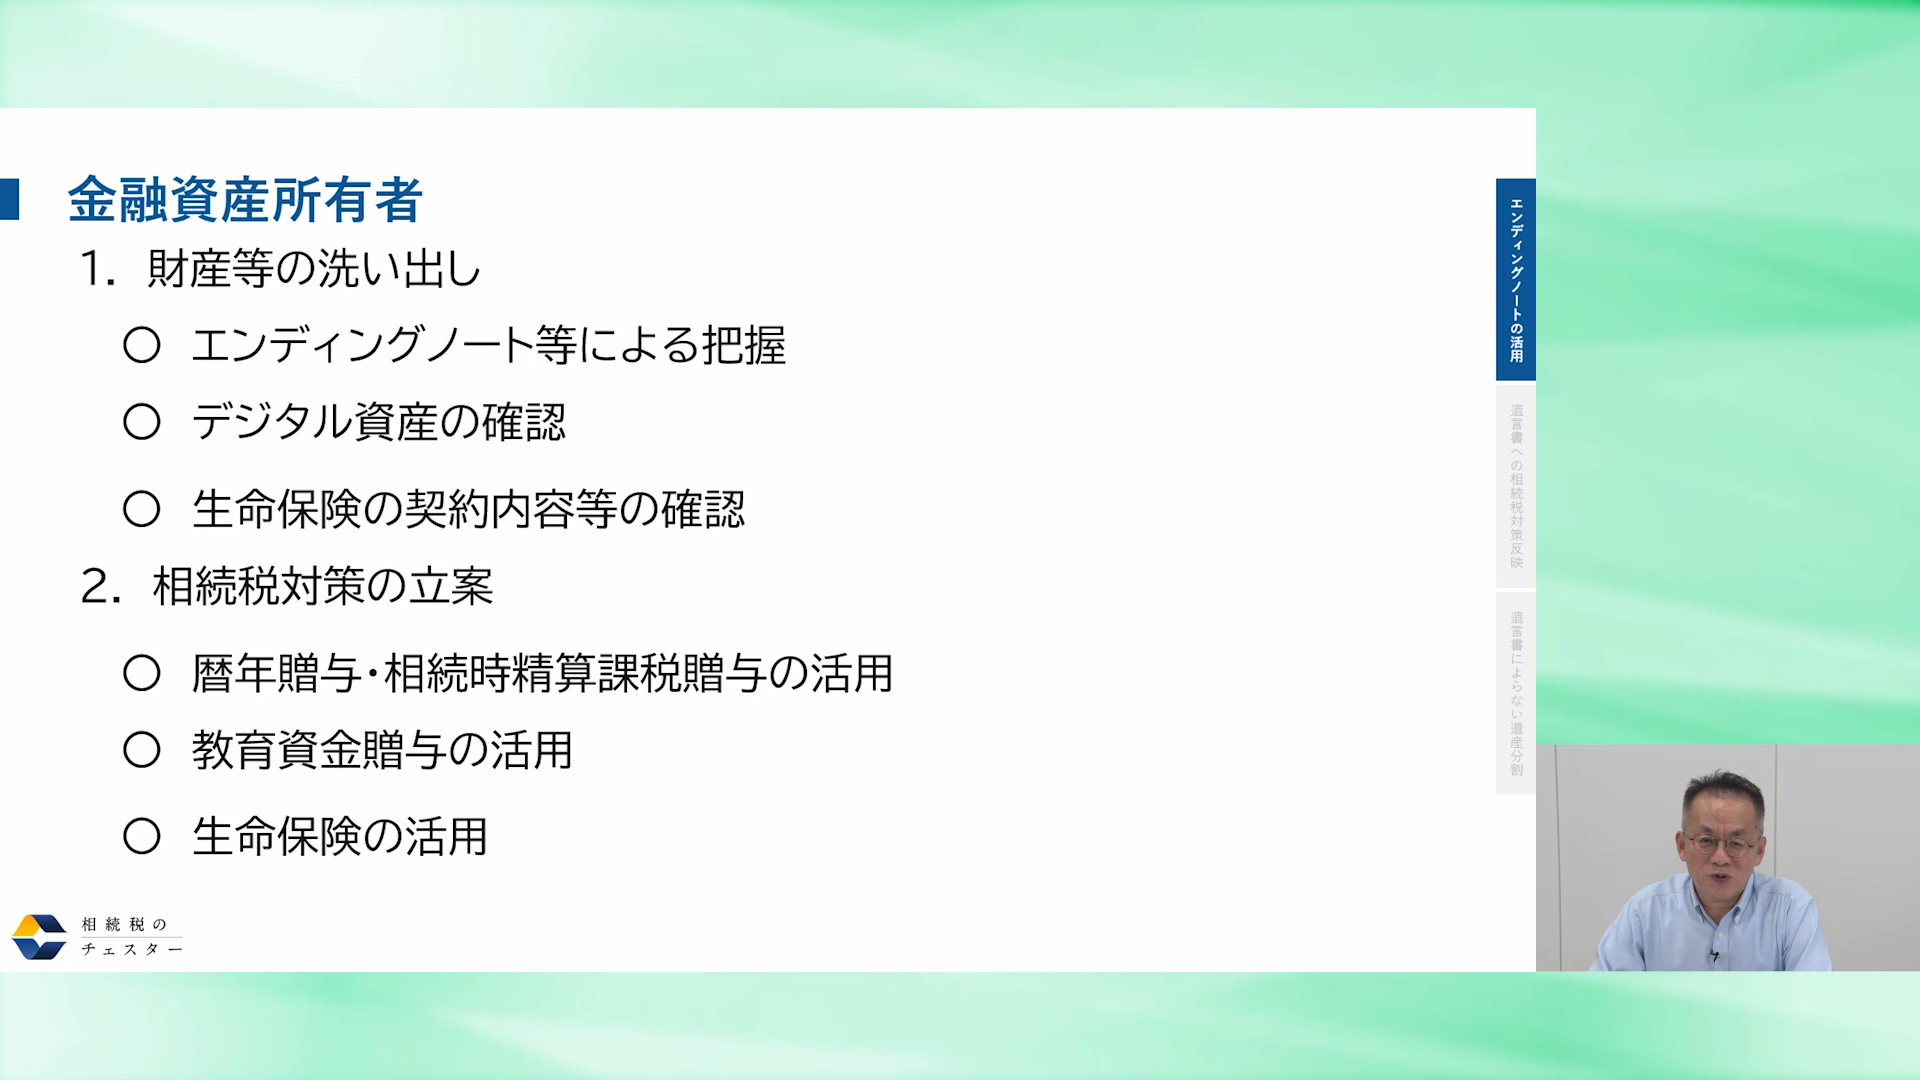 金融資産所有者
1. 財産等の洗い出し
○ エンディングノート等による把握
○ デジタル資産の確認
○ 生命保険の契約内容等の確認
2. 相続税対策の立案
○ 暦年贈与・相続時精算課税贈与の活用
○ 教育資金贈与の活用
○ 生命保険の活用
エンディングノートの活用
遺言書への相続税対策反映
遺言書によらない遺産分割
相続税の
チェスター